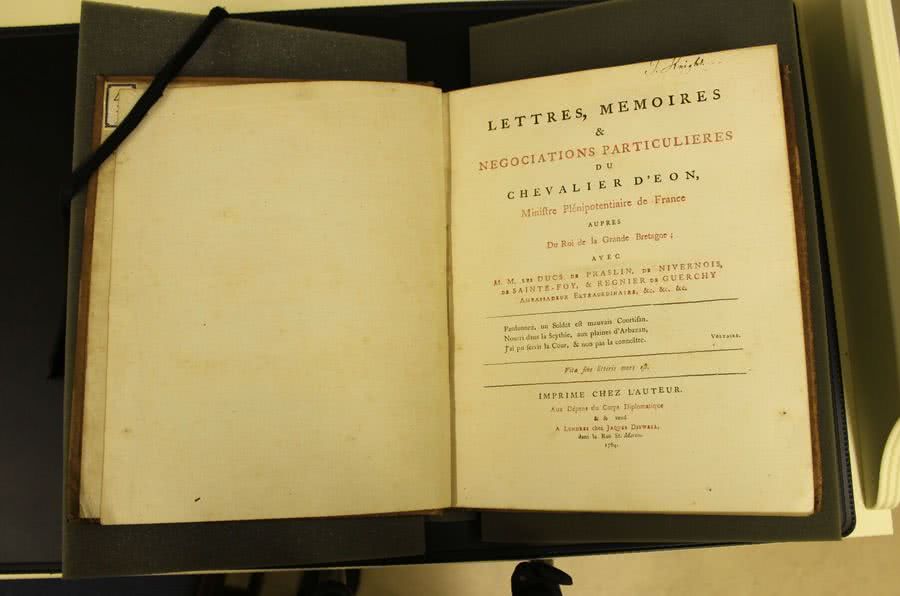 J. Knight.
LETTRES, MEMOIRES
&
NEGOCIATIONS PARTICULIERES
DU
CHEVALIER D'EON,
Miniſtre Plénipotentiaire de France
AUPRES
Du Roi de la Grande Bretagne;
AVEC
M. M. LES DUCS DE PRASLIN, DE NIVERNOIS,
DE SAINTE-FOY, & REGNIER DE GUERCHY
AMBASSADEUR EXTRAORDINAIRE, &c. &c. &c.
Pardonnez, un Soldat eſt mauvais Courtiſan.
Nourri dans la Scythie, aux plaines d'Arbazan,
J'ai pu ſervir la Cour, & non pas la connoître. VOLTAIRE.
Vita ſine litteris mors eſt.
IMPRIME CHEZ L'AUTEUR.
Aux Dépens du Corps Diplomatique
& ſe vend
A LONDRES chez JAQUES DIXWELL,
dans la Rue St. Martin.
1764.